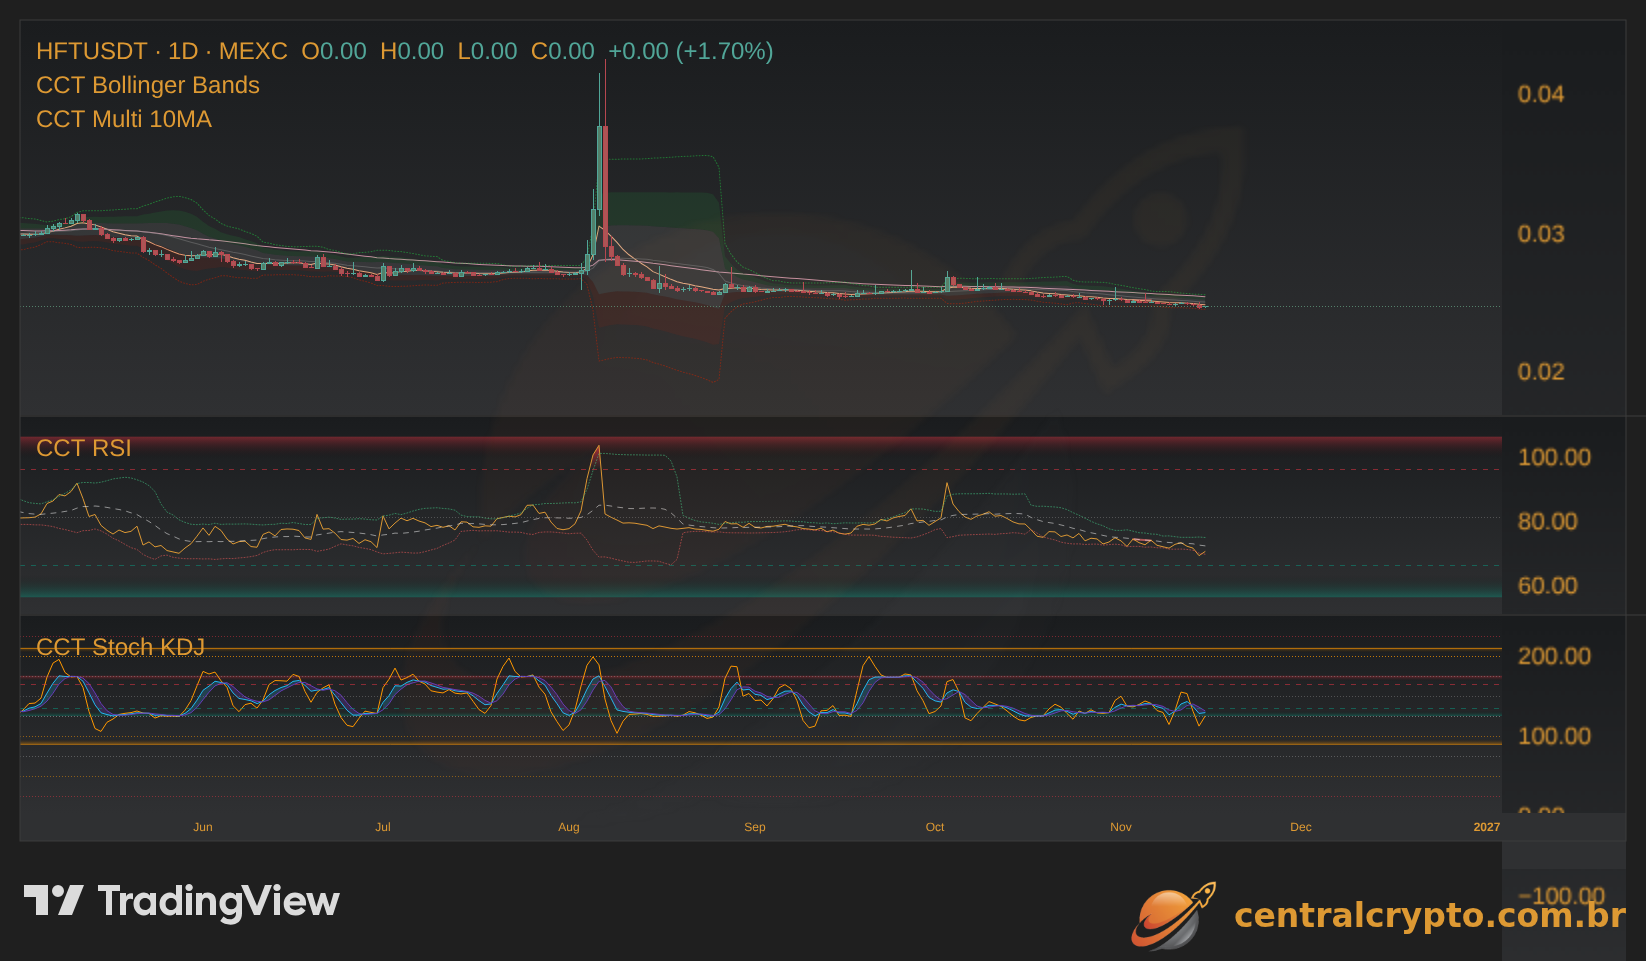 HFTUSDT · 1D · MEXC O0.00 H0.00 L0.00 C0.00 +0.00 (+1.70%)
CCT Bollinger Bands
CCT Multi 10MA
0.04
0.03
0.02
CCT RSI
100.00
80.00
60.00
CCT Stoch KDJ
200.00
100.00
0.00
Jun Jul Aug Sep Oct Nov Dec 2027
−100.00
TradingView
centralcrypto.com.br